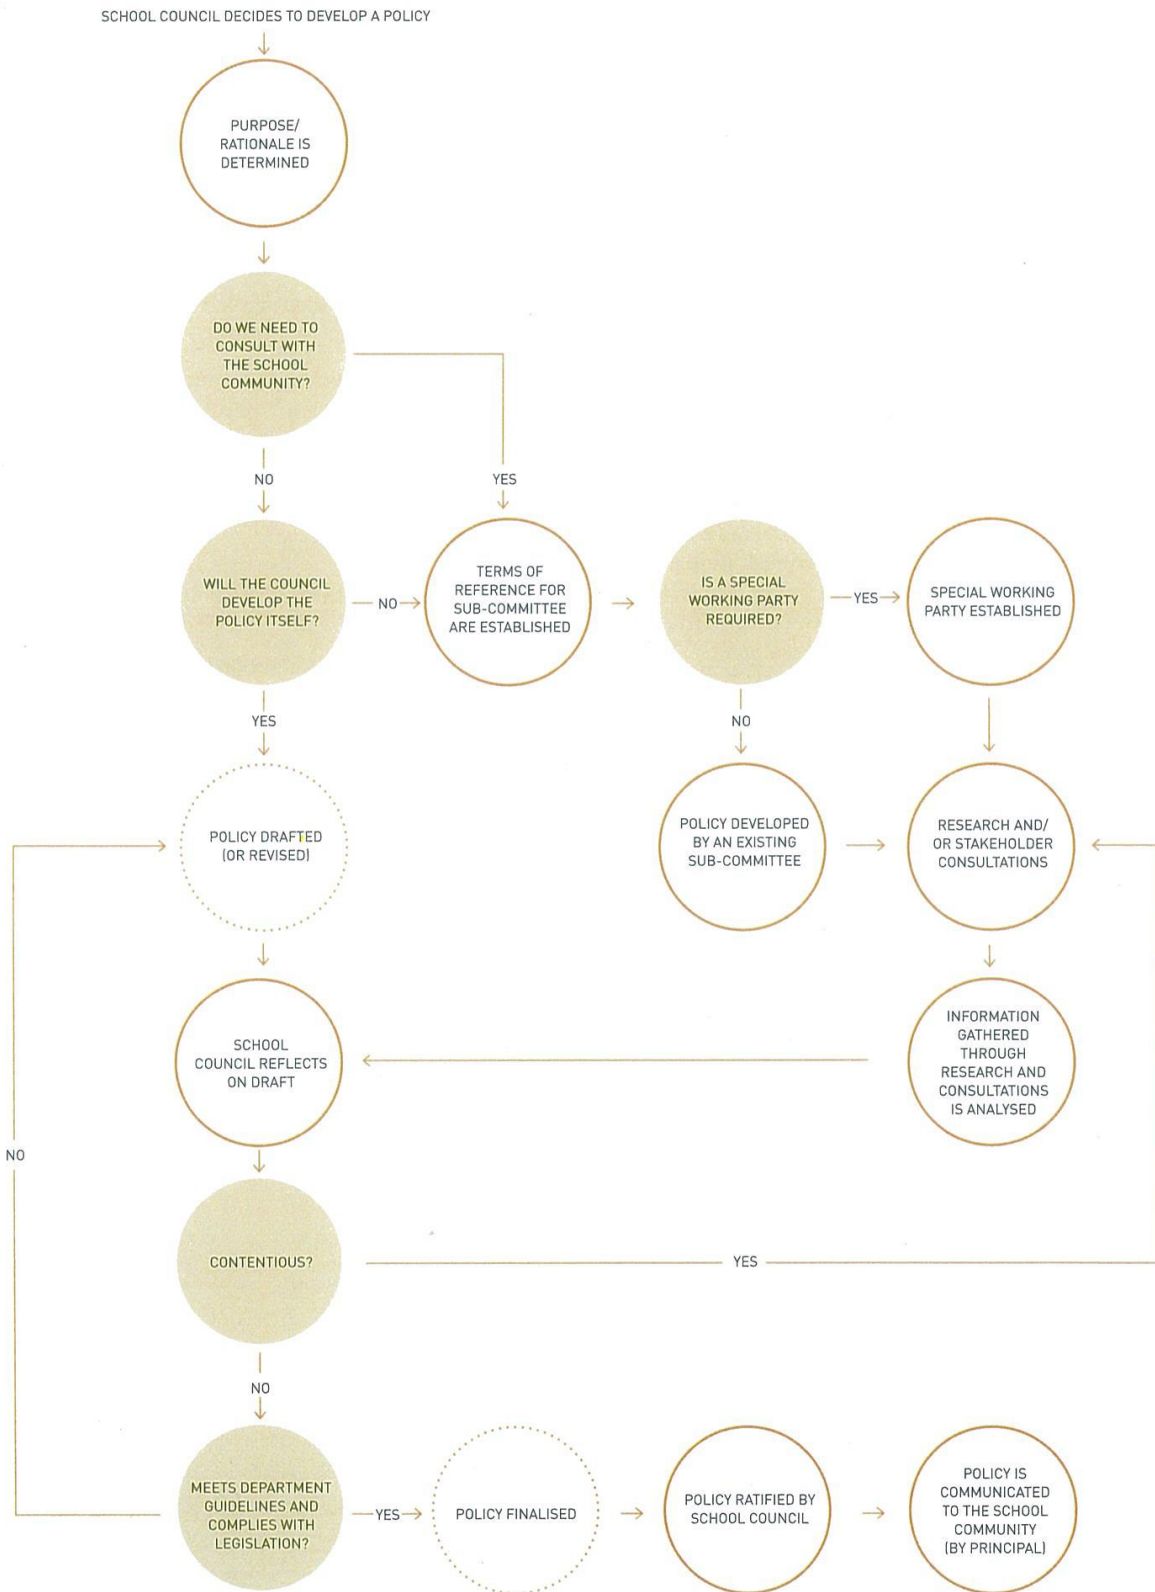 SCHOOL COUNCIL DECIDES TO DEVELOP A POLICY
PURPOSE/
RATIONALE IS
DETERMINED
DO WE NEED TO
CONSULT WITH
THE SCHOOL
COMMUNITY?
NO
YES
WILL THE COUNCIL
DEVELOP THE
POLICY ITSELF?
NO
TERMS OF
REFERENCE FOR
SUB-COMMITTEE
ARE ESTABLISHED
IS A SPECIAL
WORKING PARTY
REQUIRED?
YES
SPECIAL WORKING
PARTY ESTABLISHED
YES
NO
POLICY DRAFTED
(OR REVISED)
POLICY DEVELOPED
BY AN EXISTING
SUB-COMMITTEE
RESEARCH AND/
OR STAKEHOLDER
CONSULTATIONS
SCHOOL
COUNCIL REFLECTS
ON DRAFT
INFORMATION
GATHERED
THROUGH
RESEARCH AND
CONSULTATIONS
IS ANALYSED
NO
CONTENTIOUS?
YES
NO
MEETS DEPARTMENT
GUIDELINES AND
COMPLIES WITH
LEGISLATION?
YES
POLICY FINALISED
POLICY RATIFIED BY
SCHOOL COUNCIL
POLICY IS
COMMUNICATED
TO THE SCHOOL
COMMUNITY
(BY PRINCIPAL)